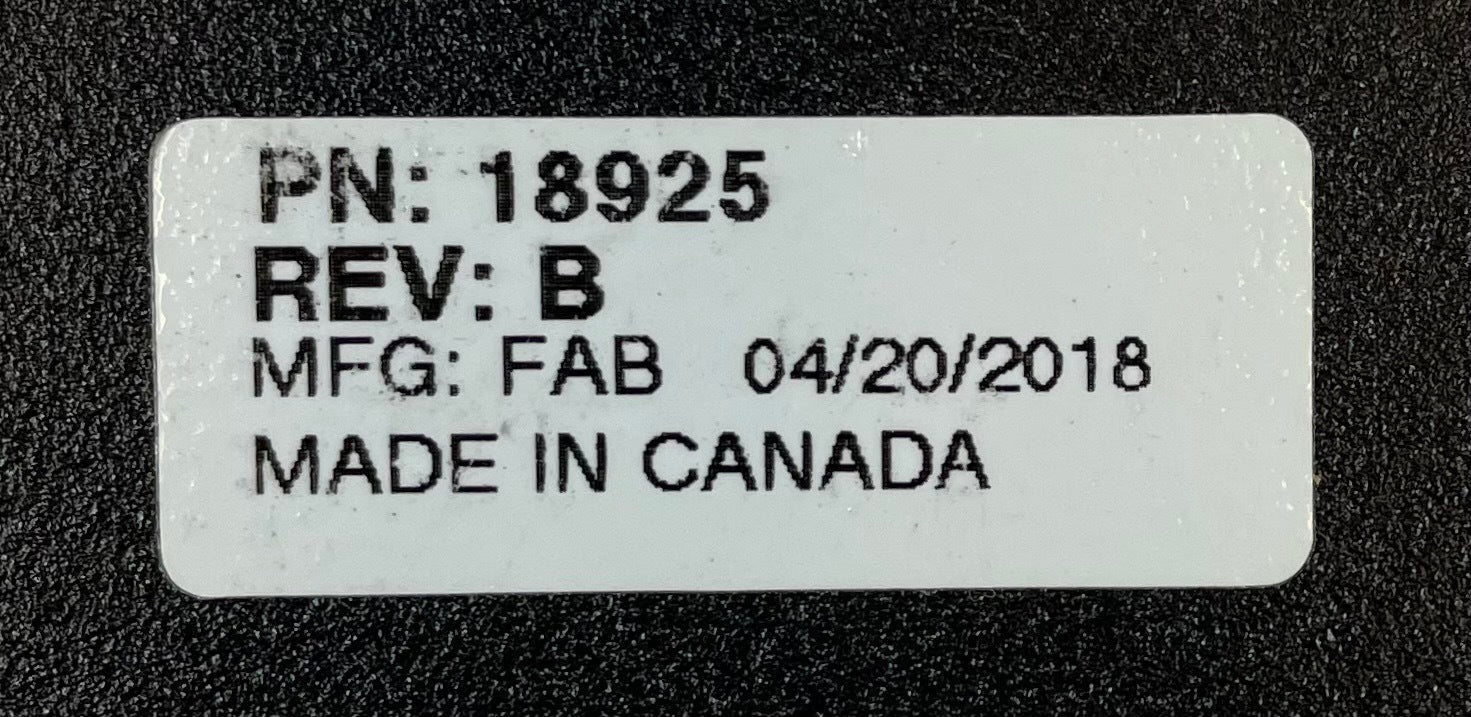 PN: 18925
REV: B
MFG: FAB 04/20/2018
MADE IN CANADA